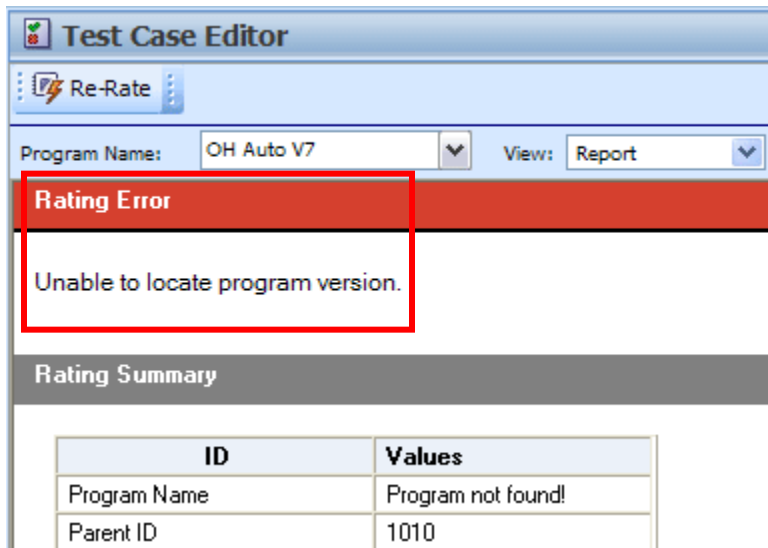 Test Case Editor
Re-Rate
Program Name: OH Auto V7 View: Report
Rating Error
Unable to locate program version.
Rating Summary
ID Values
Program Name Program not found!
Parent ID 1010